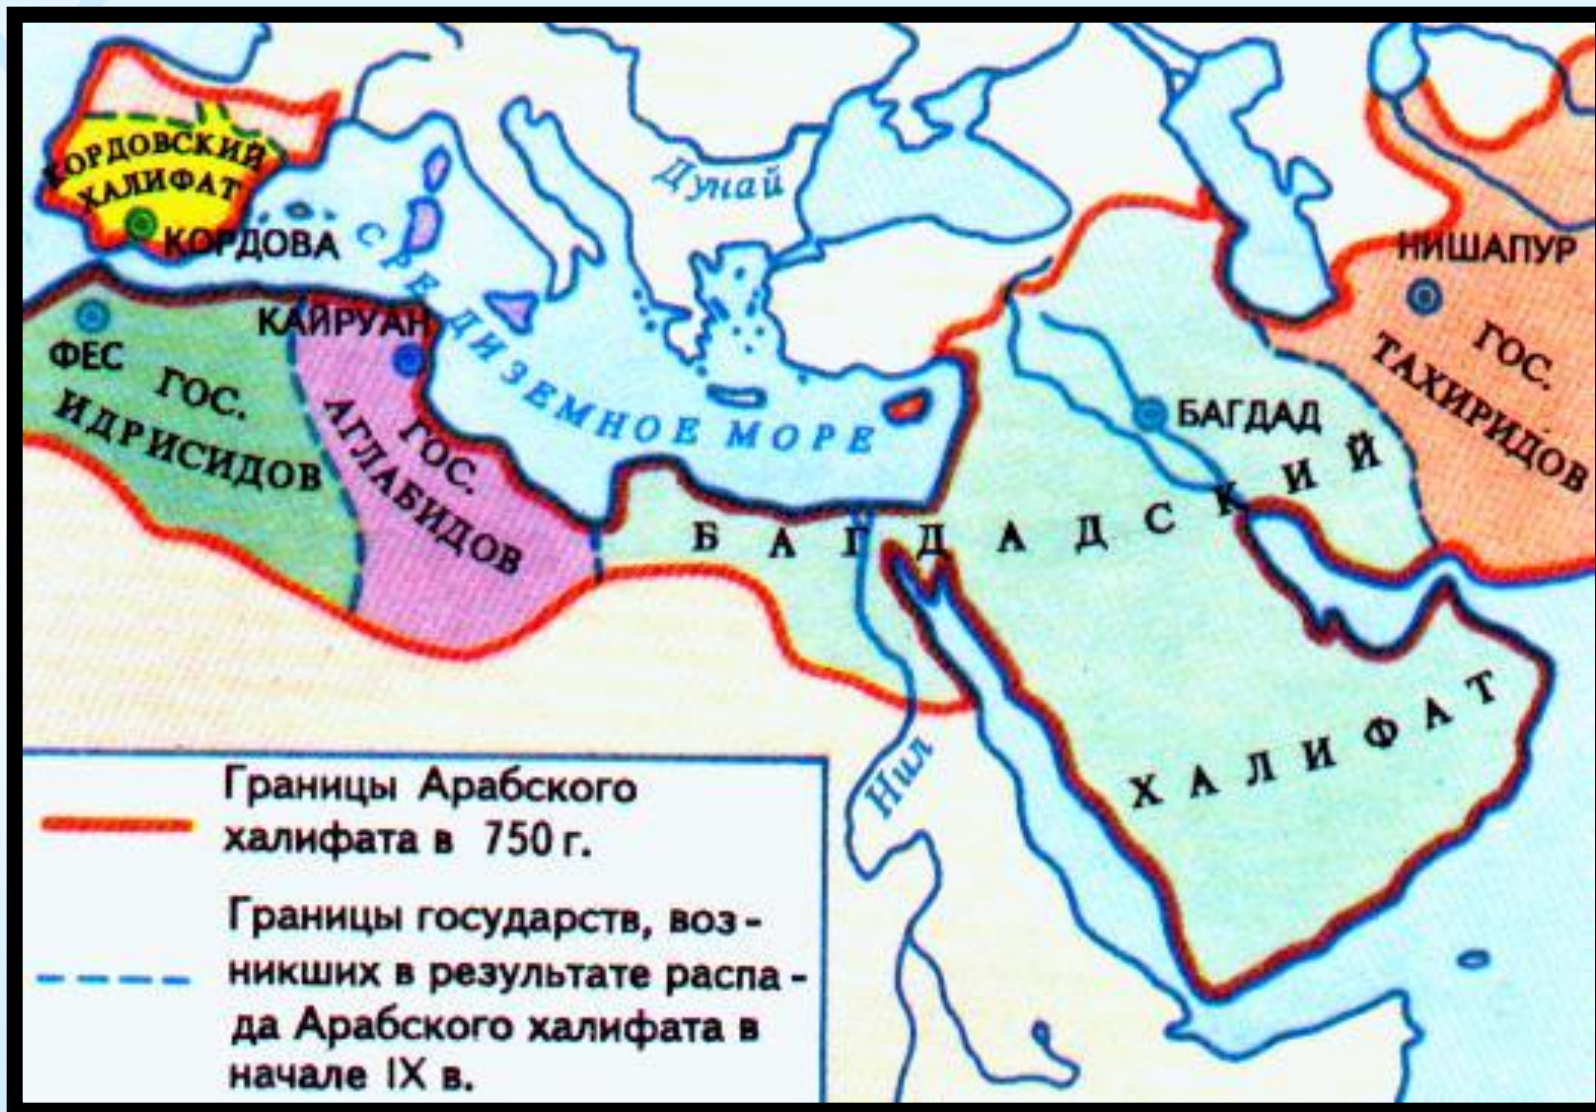 КОРДОВСКИЙ
ХАЛИФАТ
КОРДОВА
ФЕС
ГОС.
ИДРИСИДОВ
КАЙРУАН
ГОС.
АГЛАБИДОВ
СРЕДИЗЕМНОЕ МОРЕ
Дунай
НИШАПУР
ГОС.
ТАХИРИДОВ
БАГДАД
БАГДАДСКИЙ
ХАЛИФАТ
Нил
Границы Арабского
халифата в 750 г.
Границы государств, воз-
никших в результате распа-
да Арабского халифата в
начале IX в.